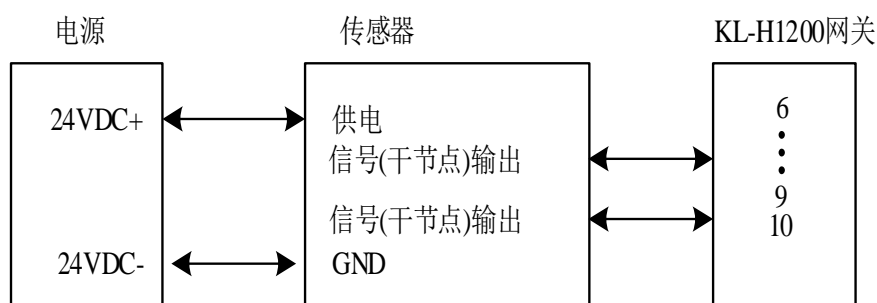 电源
传感器
KL-H1200网关
24VDC+
供电
信号(干节点)输出
信号(干节点)输出
24VDC-
GND
6
9
10